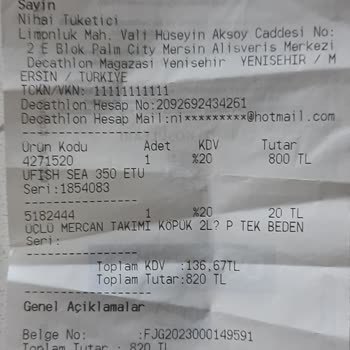 Sayin
Nihai Tuketici
Limonluk Mah. Vali Huseyin Aksoy Caddesi No:
2 E Blok Palm City Mersin Alisveris Merkezi
Decathlon Magazasi Yenisehir YENISEHIR / M
ERSIN / TURKIYE
TCKN/VKN: 11111111111
Decathlon Hesap No:2092692434261
Decathlon Hesap Mail:ni*********@hotmail.com
--------------------
Urun Kodu Adet KDV Tutar
4271520 1 %20 800 TL
UFISH SEA 350 ETU
Seri:1854083
----------------
5182444 1 %20 20 TL
UCLU MERCAN TAKIMI KOPUK 2L? P TEK BEDEN
Seri:
----------------
Toplam KDV :136,67TL
Toplam Tutar:820 TL
------------------
Genel Açiklamalar
Belge No: :FJG2023000149591
Toplam Tutar : 820 TL